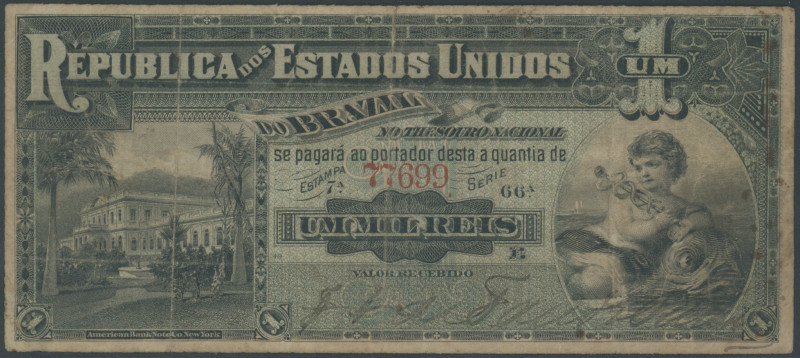 REPUBLICA DOS ESTADOS UNIDOS
1
UM
DO BRAZIL
NO THESOURO NACIONAL
se pagará ao portador desta a quantia de
ESTAMPA 7ª
77699
SERIE 66ª
UM MIL REIS
E
VALOR RECEBIDO
1
1
1
American Bank Note Co New York